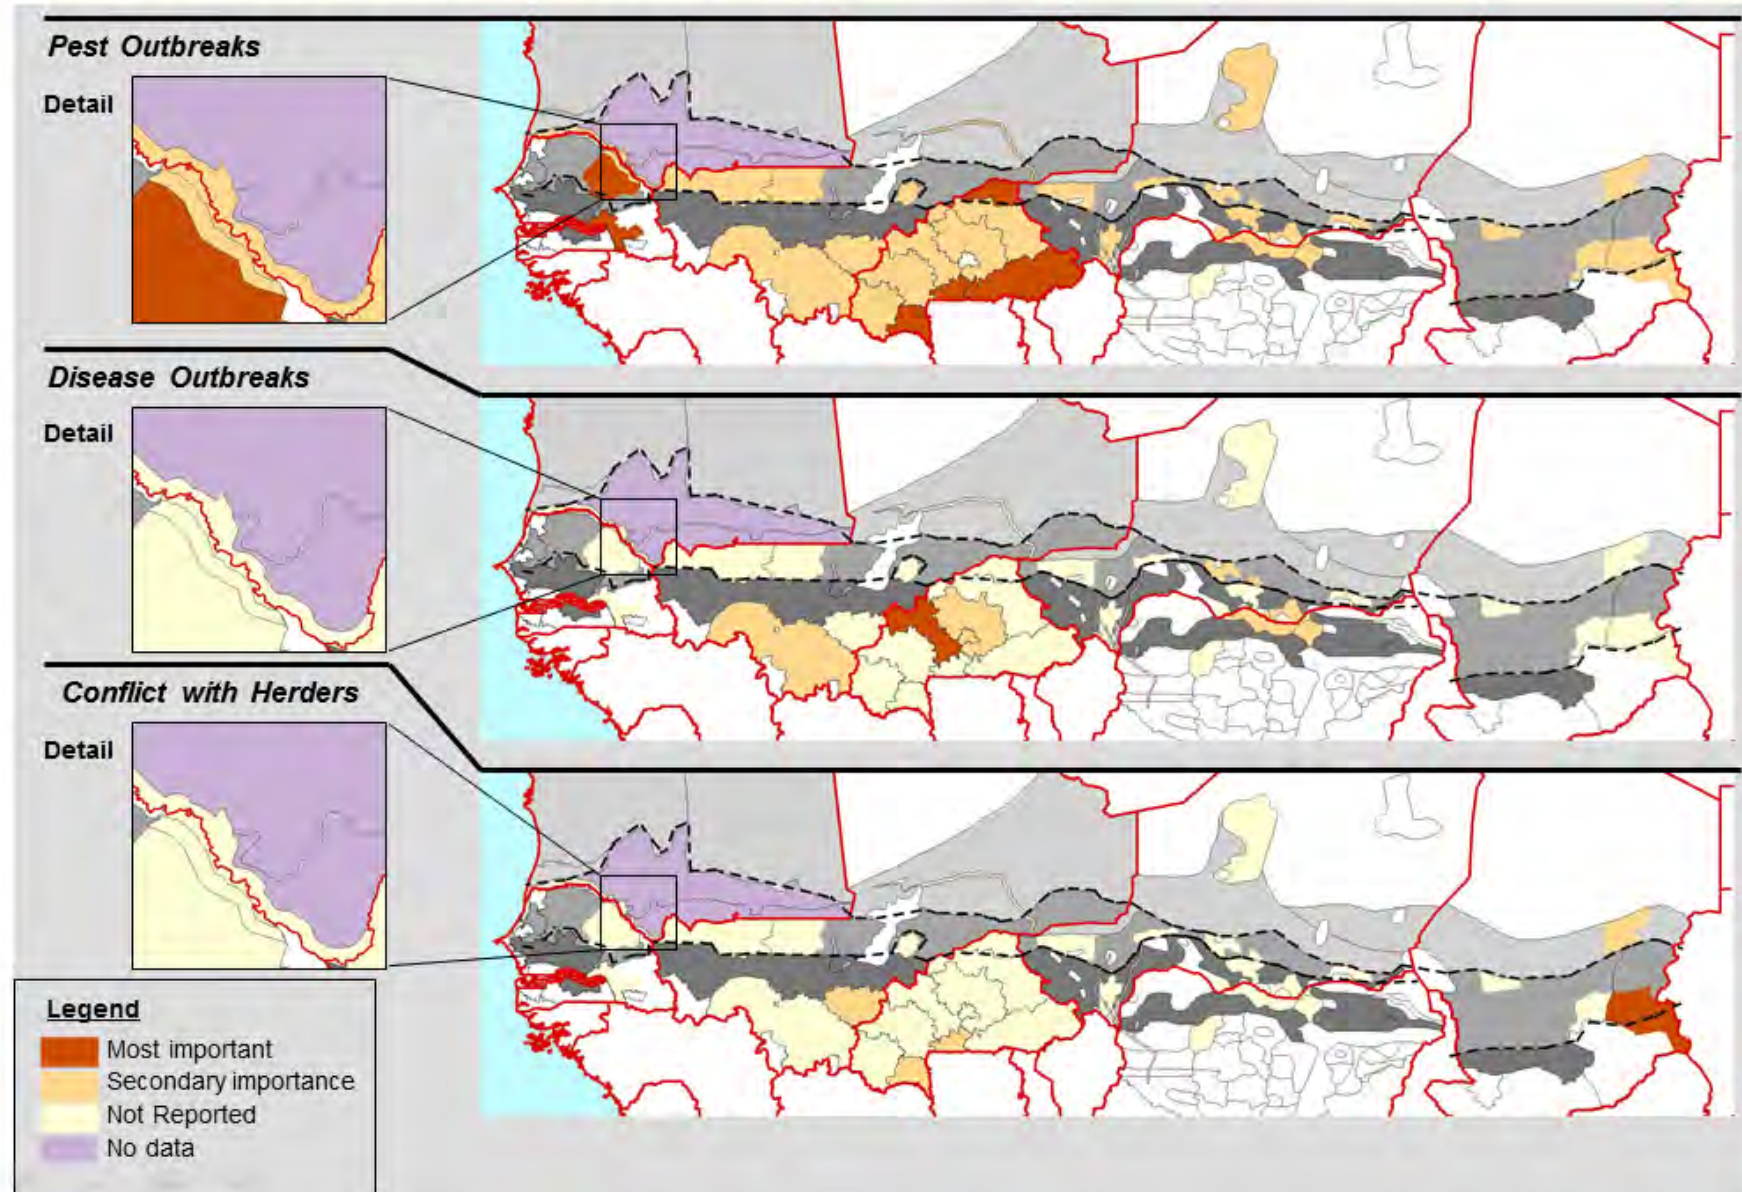 Pest Outbreaks
Detail
Disease Outbreaks
Detail
Conflict with Herders
Detail
Legend
Most important
Secondary importance
Not Reported
No data